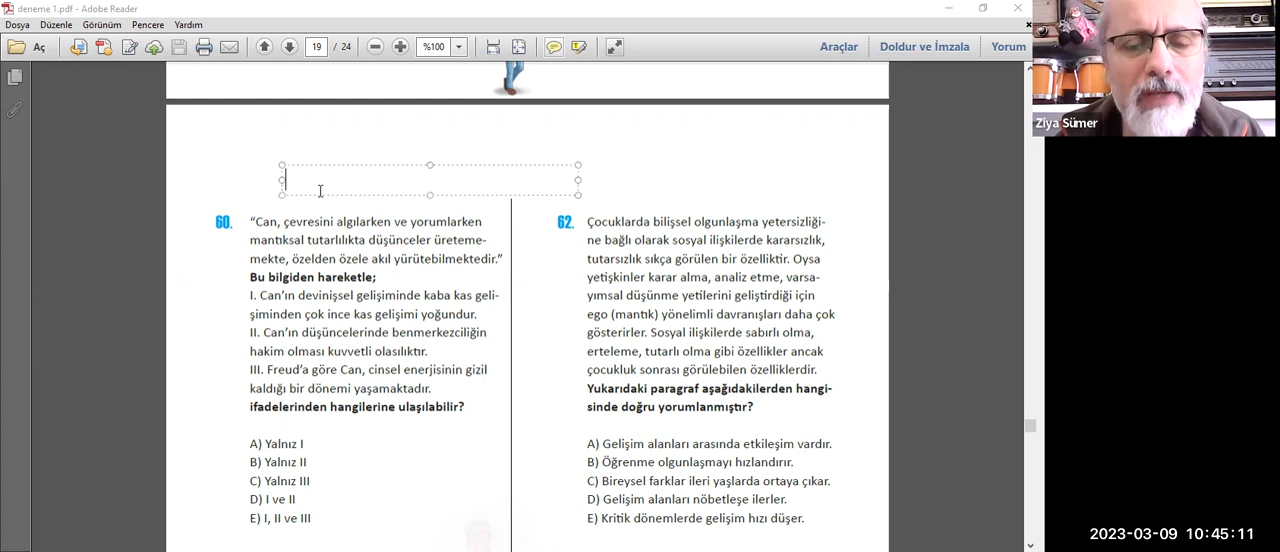 deneme 1.pdf - Adobe Reader
Dosya Düzenle Görünüm Pencere Yardım
Aç
19 / 24
%100
Araçlar
Doldur ve İmzala
Yorum
Ziya Sümer
60. "Can, çevresini algılarken ve yorumlarken
mantıksal tutarlılıkta düşünceler üreteme-
mekte, özelden özele akıl yürütebilmektedir."
Bu bilgiden hareketle;
I. Can'ın devinişsel gelişiminde kaba kas geli-
şiminden çok ince kas gelişimi yoğundur.
II. Can'ın düşüncelerinde benmerkezciliğin
hakim olması kuvvetli olasılıktır.
III. Freud'a göre Can, cinsel enerjisinin gizil
kaldığı bir dönemi yaşamaktadır.
ifadelerinden hangilerine ulaşılabilir?
A) Yalnız I
B) Yalnız II
C) Yalnız III
D) I ve II
E) I, II ve III
62. Çocuklarda bilişsel olgunlaşma yetersizliği-
ne bağlı olarak sosyal ilişkilerde kararsızlık,
tutarsızlık sıkça görülen bir özelliktir. Oysa
yetişkinler karar alma, analiz etme, varsa-
yımsal düşünme yetilerini geliştirdiği için
ego (mantık) yönelimli davranışları daha çok
gösterirler. Sosyal ilişkilerde sabırlı olma,
erteleme, tutarlı olma gibi özellikler ancak
çocukluk sonrası görülebilen özelliklerdir.
Yukarıdaki paragraf aşağıdakilerden hangi-
sinde doğru yorumlanmıştır?
A) Gelişim alanları arasında etkileşim vardır.
B) Öğrenme olgunlaşmayı hızlandırır.
C) Bireysel farklar ileri yaşlarda ortaya çıkar.
D) Gelişim alanları nöbetleşe ilerler.
E) Kritik dönemlerde gelişim hızı düşer.
2023-03-09 10:45:11